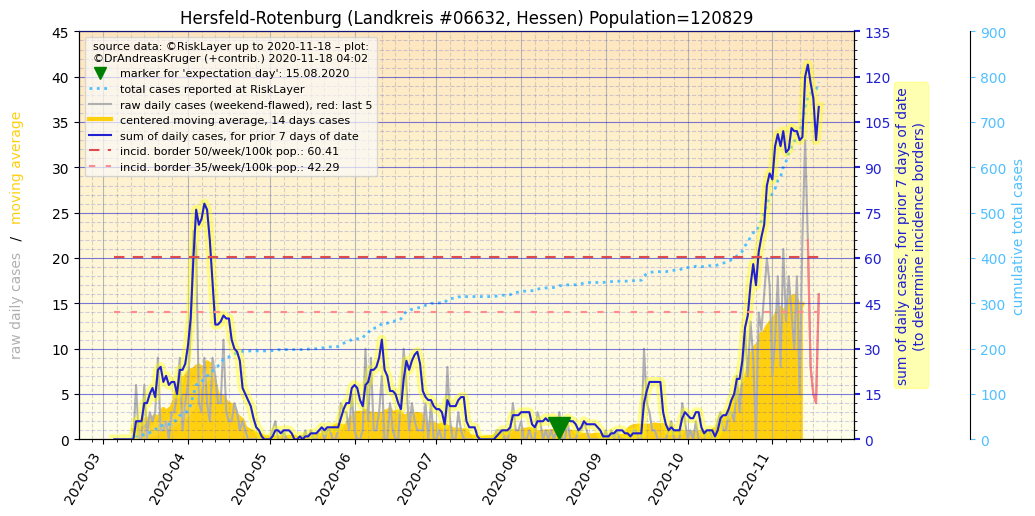 Hersfeld-Rotenburg (Landkreis #06632, Hessen) Population=120829
source data: ©RiskLayer up to 2020-11-18 – plot:
©DrAndreasKruger (+contrib.) 2020-11-18 04:02
marker for 'expectation day': 15.08.2020
total cases reported at RiskLayer
raw daily cases (weekend-flawed), red: last 5
centered moving average, 14 days cases
sum of daily cases, for prior 7 days of date
incid. border 50/week/100k pop.: 60.41
incid. border 35/week/100k pop.: 42.29
raw daily cases / moving average
45
40
35
30
25
20
15
10
5
0
135
120
105
90
75
60
45
30
15
0
sum of daily cases, for prior 7 days of date
(to determine incidence borders)
900
800
700
600
500
400
300
200
100
0
cumulative total cases
2020-03
2020-04
2020-05
2020-06
2020-07
2020-08
2020-09
2020-10
2020-11